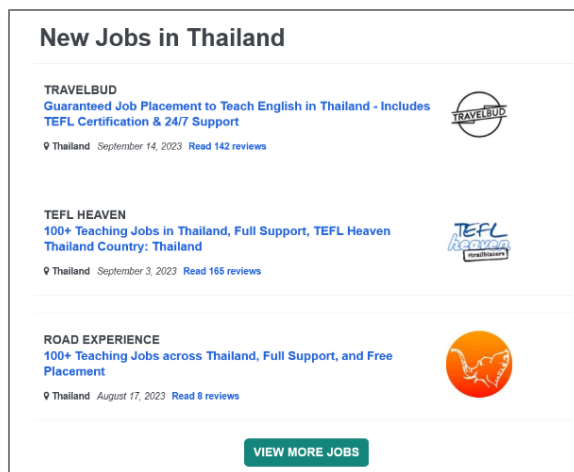 New Jobs in Thailand
TRAVELBUD
Guaranteed Job Placement to Teach English in Thailand - Includes
TEFL Certification & 24/7 Support
Thailand September 14, 2023 Read 142 reviews
TRAVELBUD
TEFL HEAVEN
100+ Teaching Jobs in Thailand, Full Support, TEFL Heaven
Thailand Country: Thailand
Thailand September 3, 2023 Read 165 reviews
TEFL
heaven
#trailblazers
ROAD EXPERIENCE
100+ Teaching Jobs across Thailand, Full Support, and Free
Placement
Thailand August 17, 2023 Read 8 reviews
VIEW MORE JOBS